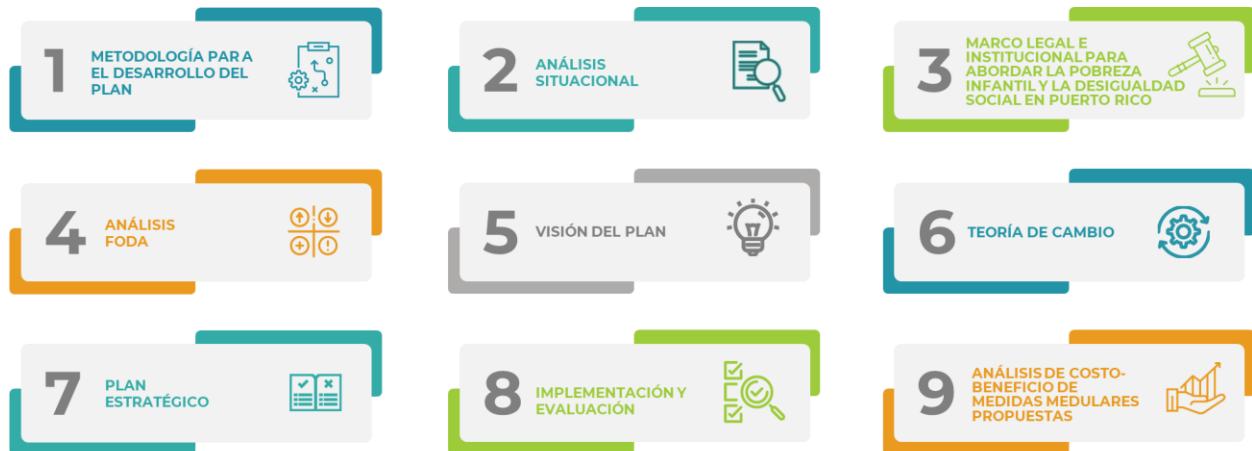 1
METODOLOGÍA PARA
EL DESARROLLO DEL
PLAN
2
ANÁLISIS
SITUACIONAL
3
MARCO LEGAL E
INSTITUCIONAL PARA
ABORDAR LA POBREZA
INFANTIL Y LA DESIGUALDAD
SOCIAL EN PUERTO RICO
4
ANÁLISIS
FODA
5
VISIÓN DEL PLAN
6
TEORÍA DE CAMBIO
7
PLAN
ESTRATÉGICO
8
IMPLEMENTACIÓN Y
EVALUACIÓN
9
ANÁLISIS DE COSTO-
BENEFICIO DE
MEDIDAS MEDULARES
PROPUESTAS